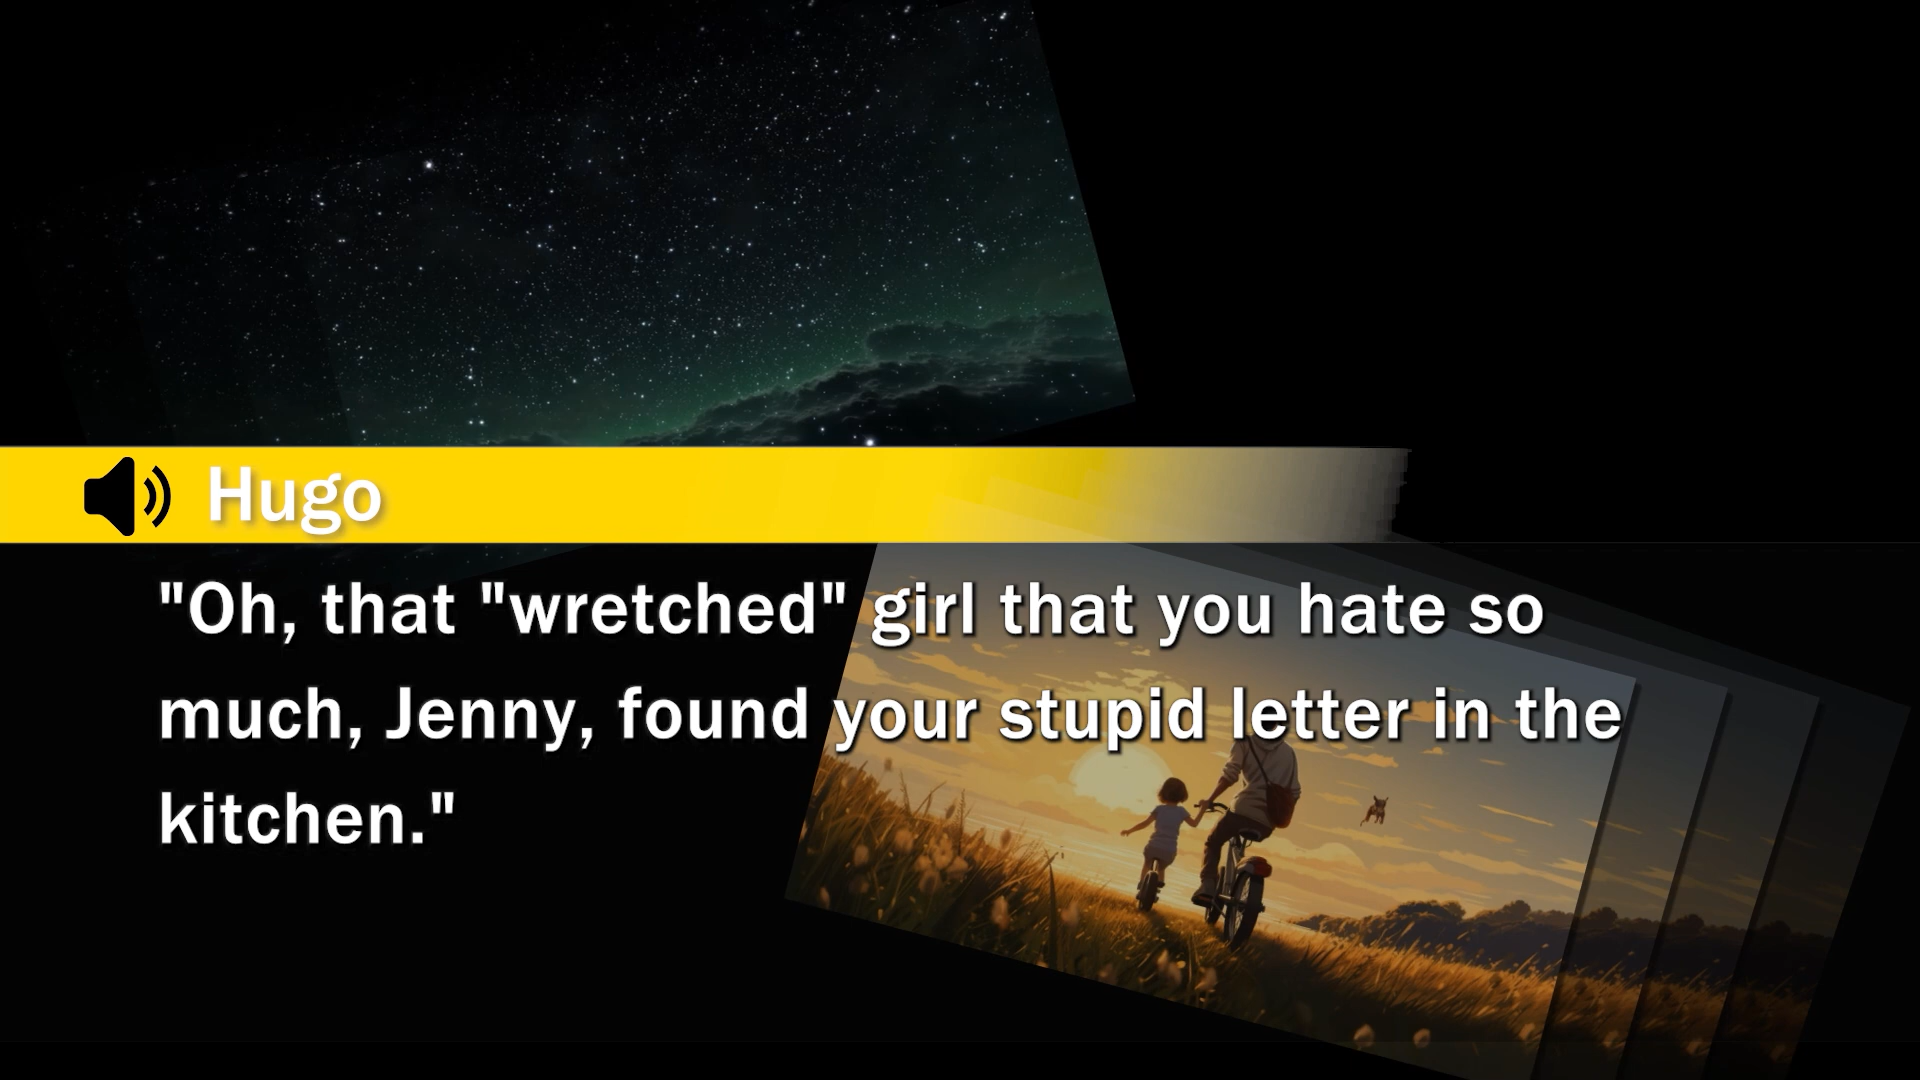 Hugo
"Oh, that "wretched" girl that you hate so
much, Jenny, found your stupid letter in the
kitchen."